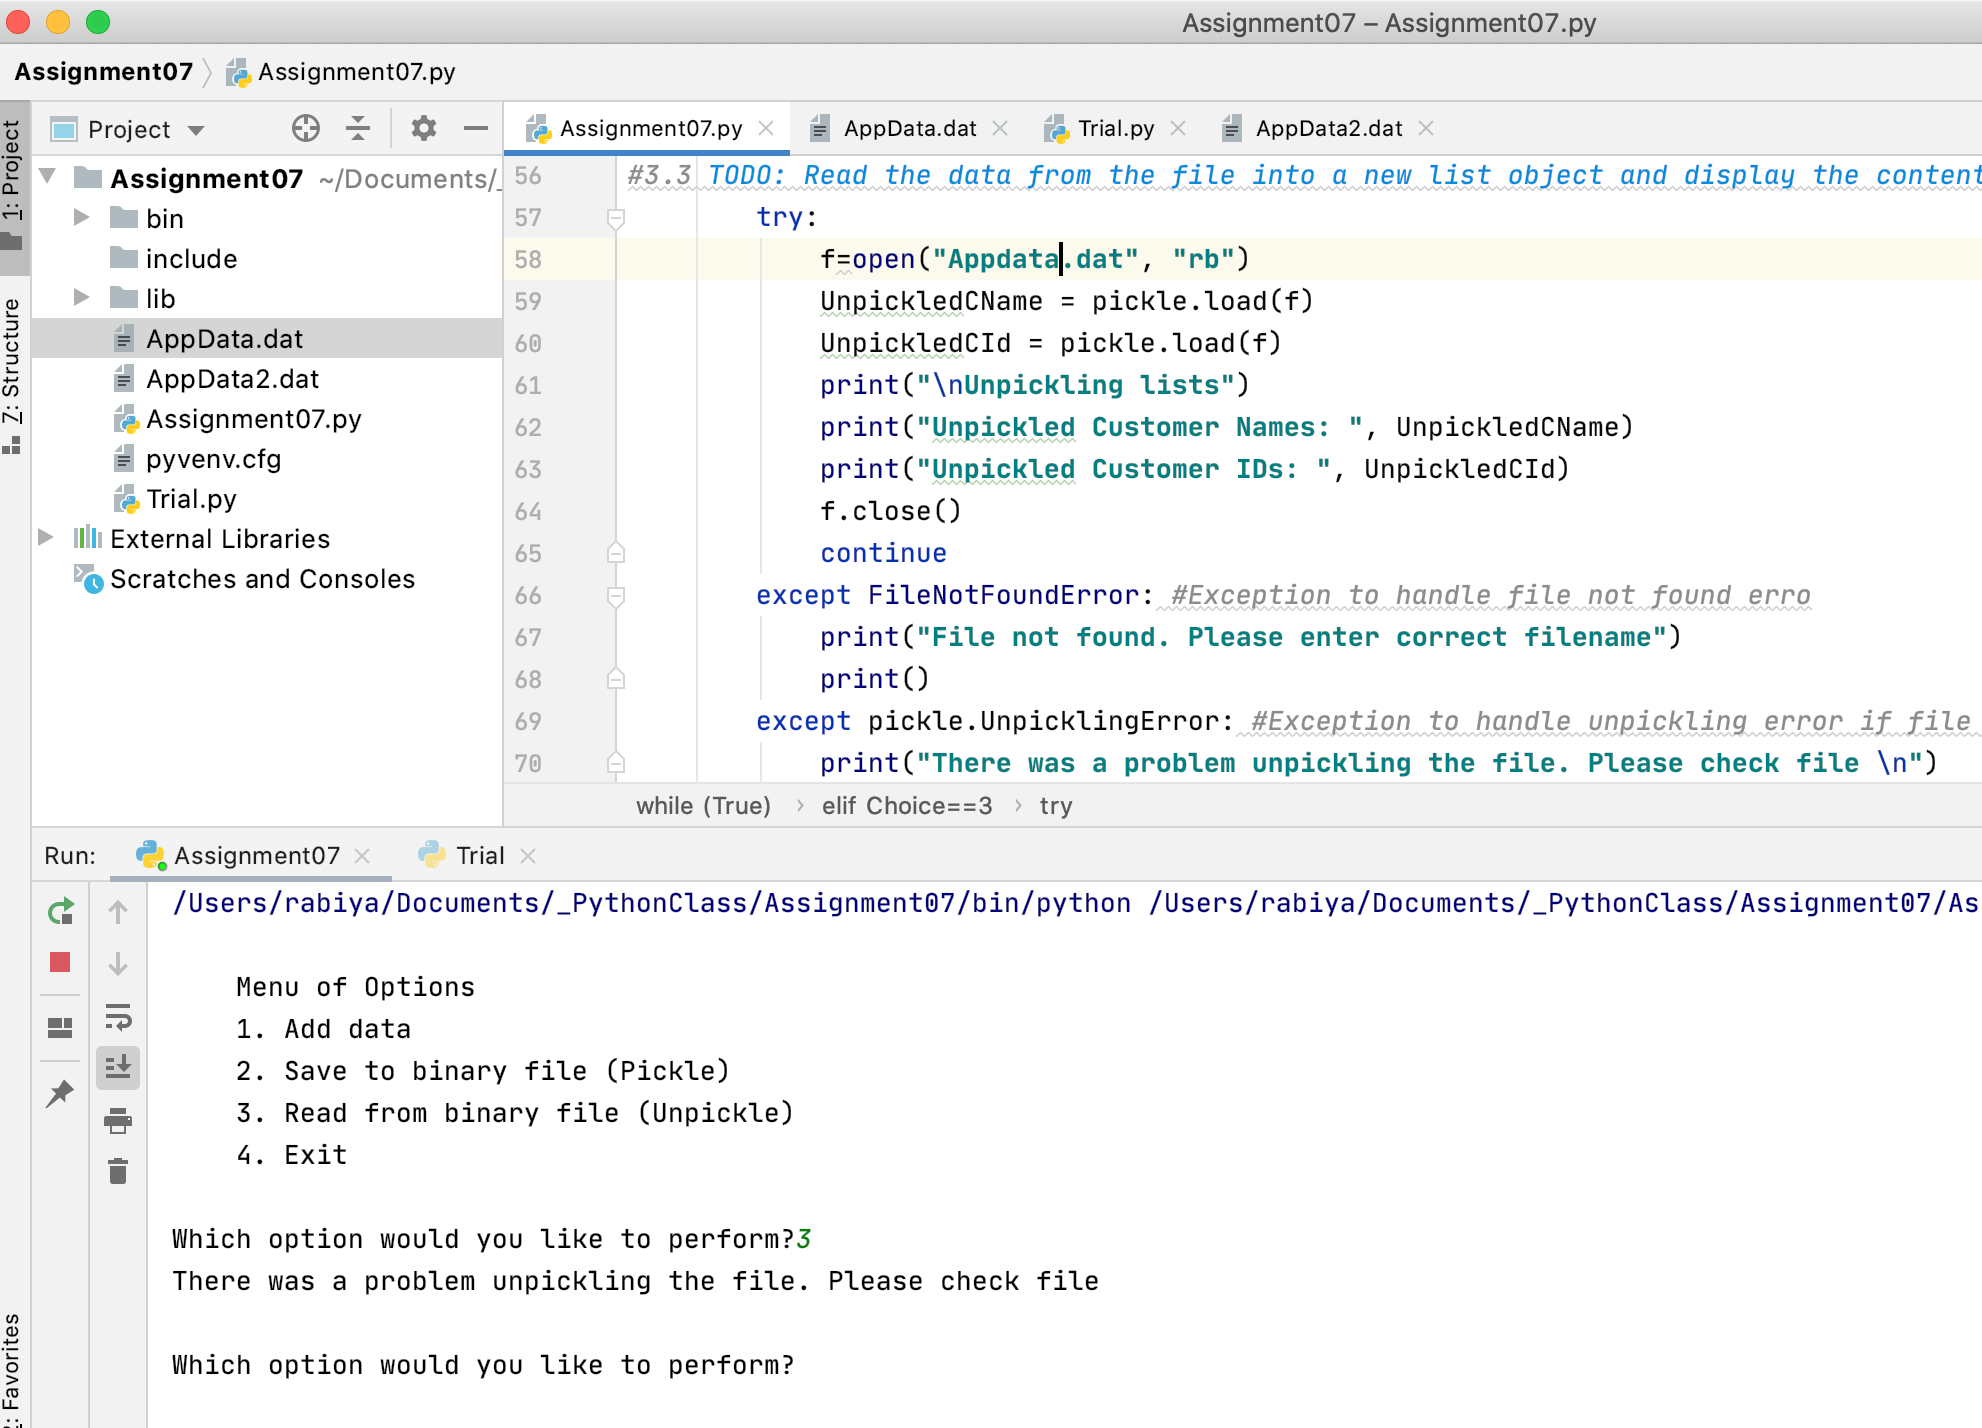 Assignment07 – Assignment07.py
Assignment07 Assignment07.py
1: Project
Z: Structure
Favorites
Project
Assignment07 ~/Documents/_
bin
include
lib
AppData.dat
AppData2.dat
Assignment07.py
pyvenv.cfg
Trial.py
External Libraries
Scratches and Consoles
Assignment07.py AppData.dat Trial.py AppData2.dat
56 #3.3 TODO: Read the data from the file into a new list object and display the content
57 try:
58 f=open("Appdata.dat", "rb")
59 UnpickledCName = pickle.load(f)
60 UnpickledCId = pickle.load(f)
61 print("\nUnpickling lists")
62 print("Unpickled Customer Names: ", UnpickledCName)
63 print("Unpickled Customer IDs: ", UnpickledCId)
64 f.close()
65 continue
66 except FileNotFoundError: #Exception to handle file not found erro
67 print("File not found. Please enter correct filename")
68 print()
69 except pickle.UnpicklingError: #Exception to handle unpickling error if file
70 print("There was a problem unpickling the file. Please check file \n")
while (True) › elif Choice==3 › try
Run: Assignment07 Trial
/Users/rabiya/Documents/_PythonClass/Assignment07/bin/python /Users/rabiya/Documents/_PythonClass/Assignment07/As
Menu of Options
1. Add data
2. Save to binary file (Pickle)
3. Read from binary file (Unpickle)
4. Exit
Which option would you like to perform?3
There was a problem unpickling the file. Please check file
Which option would you like to perform?